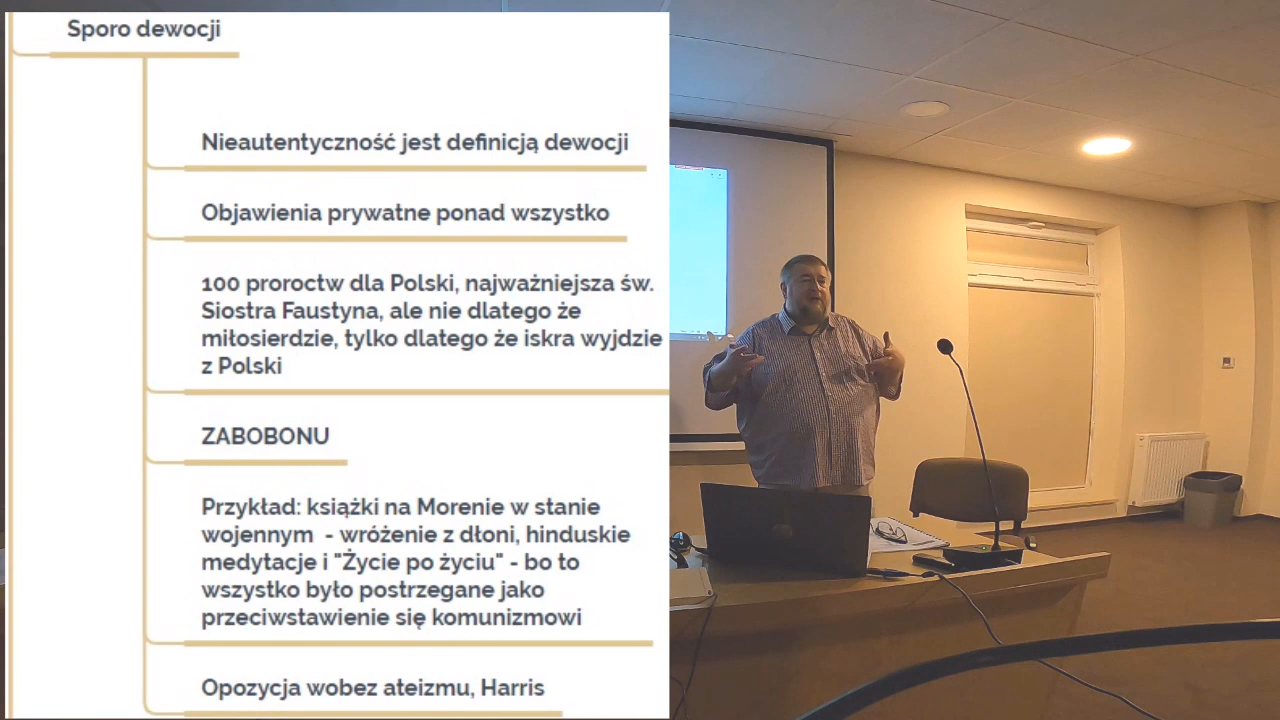 Sporo dewocji
Nieautentyczność jest definicją dewocji
Objawienia prywatne ponad wszystko
100 proroctw dla Polski, najważniejsza św.
Siostra Faustyna, ale nie dlatego że
miłosierdzie, tylko dlatego że iskra wyjdzie
z Polski
ZABOBONU
Przykład: książki na Morenie w stanie
wojennym - wróżenie z dłoni, hinduskie
medytacje i "Życie po życiu" - bo to
wszystko było postrzegane jako
przeciwstawienie się komunizmowi
Opozycja wobez ateizmu, Harris